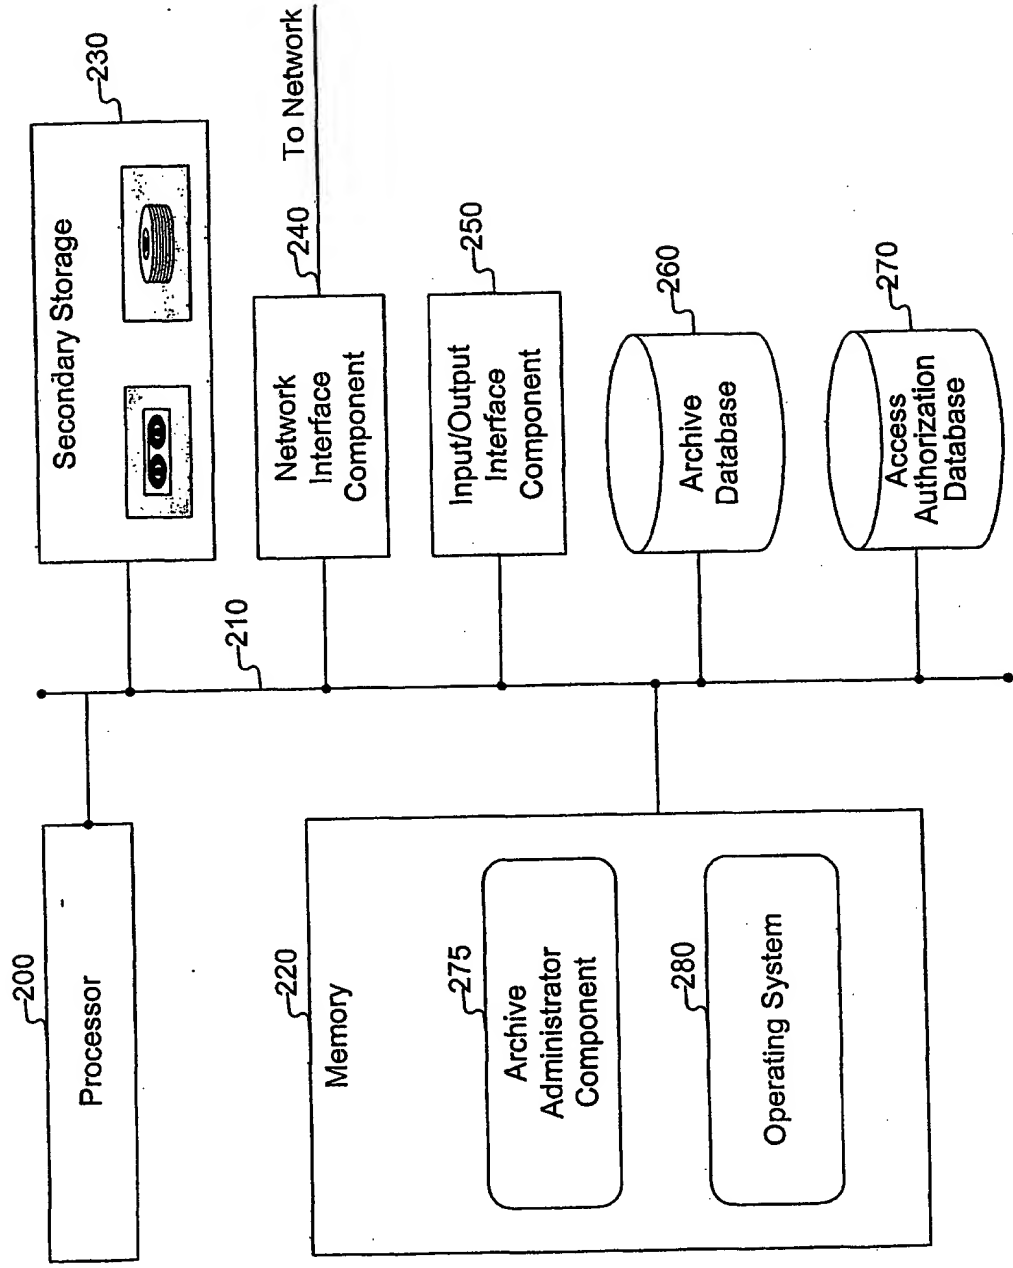 200
Processor
220
Memory
275
Archive
Administrator
Component
280
Operating System
210
230
Secondary Storage
240
To Network
Network
Interface
Component
250
Input/Output
Interface
Component
260
Archive
Database
270
Access
Authorization
Database